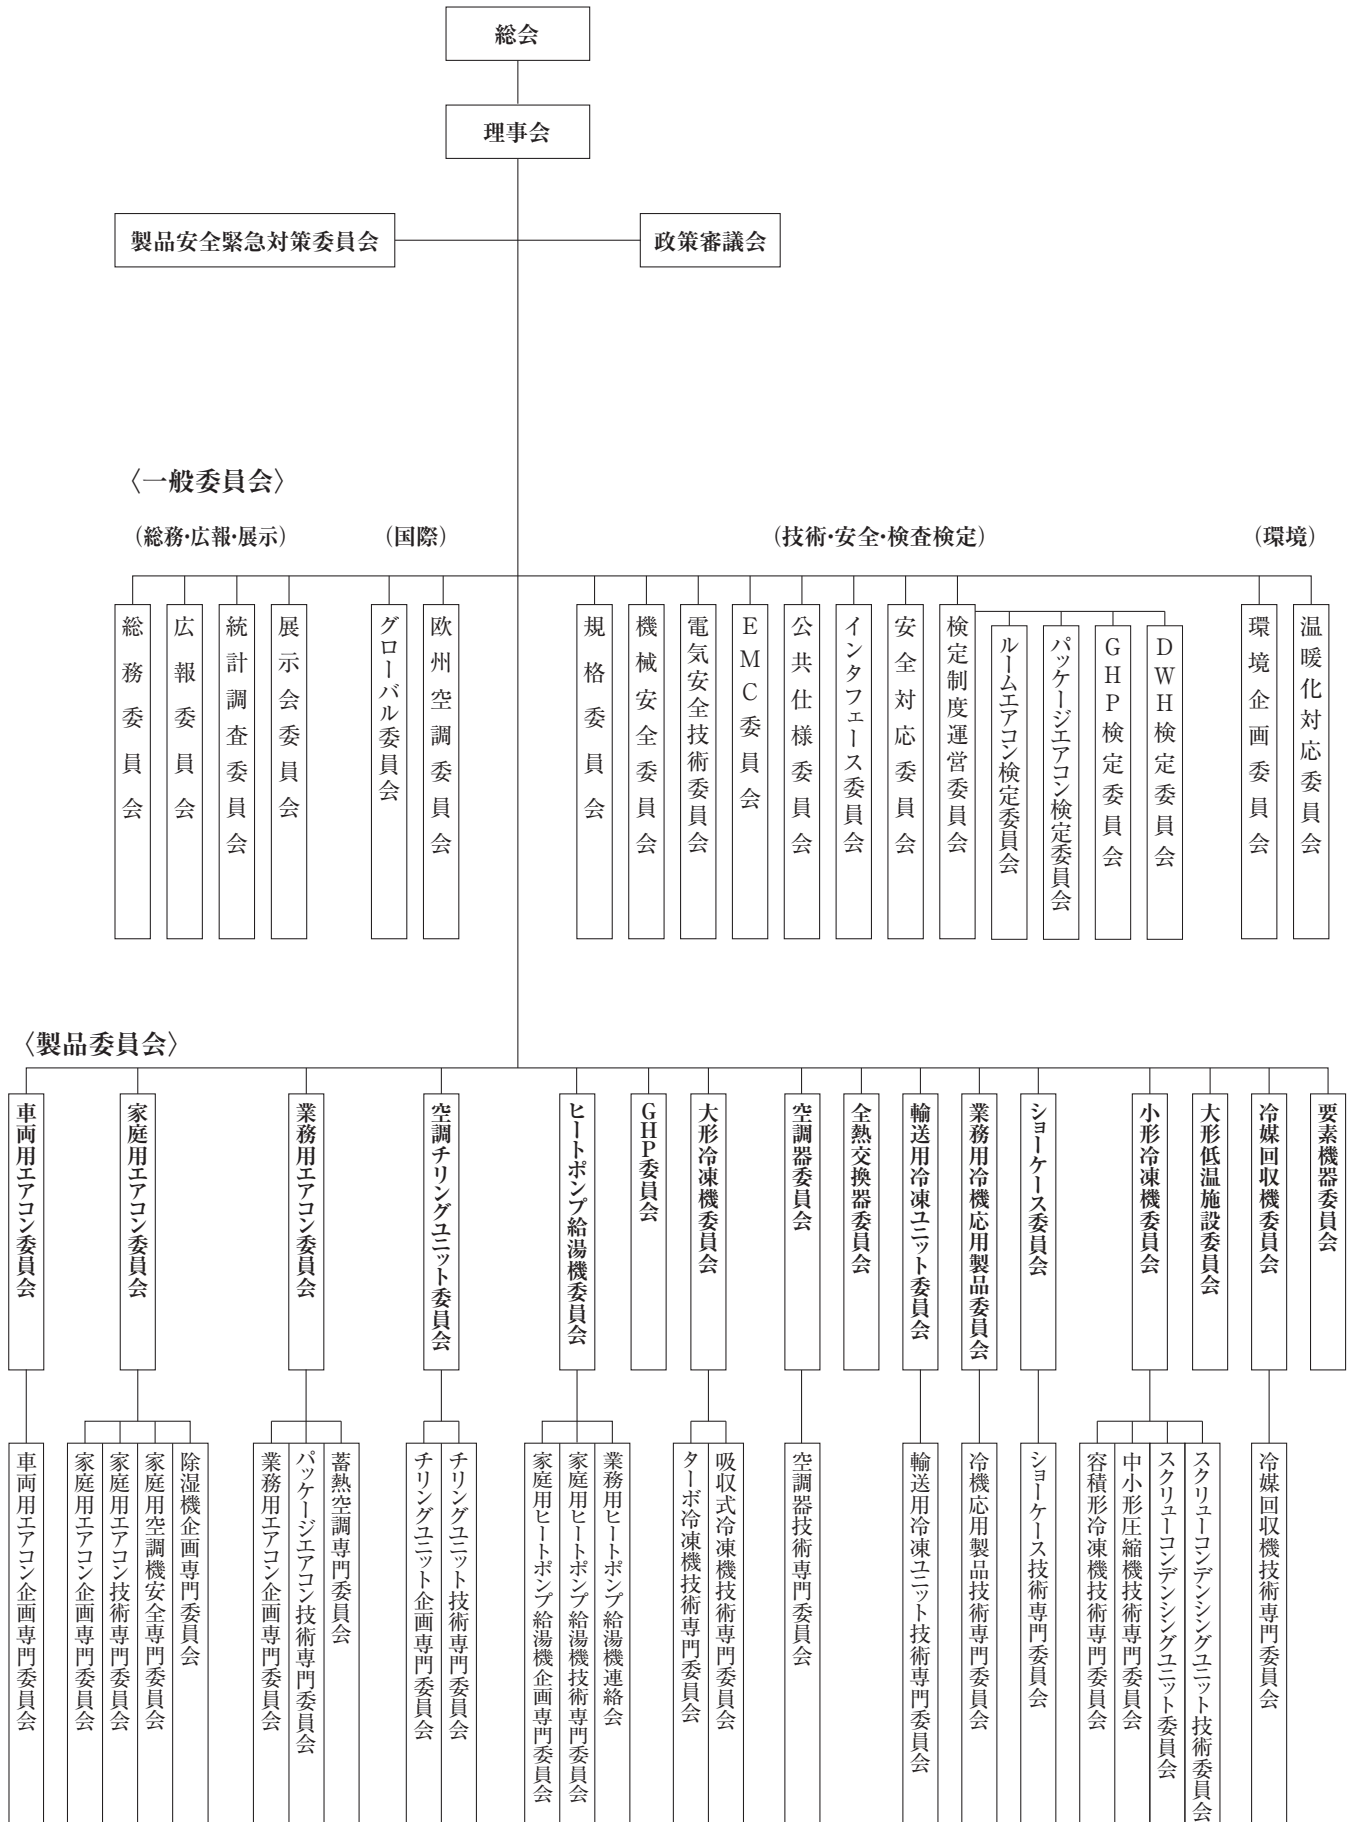 総会
理事会
製品安全緊急対策委員会
政策審議会
〈一般委員会〉
(総務・広報・展示)
(国際)
(技術・安全・検査検定)
(環境)
総務委員会
広報委員会
統計調査委員会
展示会委員会
グローバル委員会
欧州空調委員会
規格委員会
機械安全委員会
電気安全技術委員会
EMC委員会
公共仕様委員会
インタフェース委員会
安全対応委員会
検定制度運営委員会
ルームエアコン検定委員会
パッケージエアコン検定委員会
GHP検定委員会
DWH検定委員会
環境企画委員会
温暖化対応委員会
〈製品委員会〉
車両用エアコン委員会
家庭用エアコン委員会
業務用エアコン委員会
空調チリングユニット委員会
ヒートポンプ給湯機委員会
GHP委員会
大形冷凍機委員会
空調器委員会
全熱交換器委員会
輸送用冷凍ユニット委員会
業務用冷機応用製品委員会
ショーケース委員会
小形冷凍機委員会
大形低温施設委員会
冷媒回収機委員会
要素機器委員会
車両用エアコン企画専門委員会
家庭用エアコン企画専門委員会
家庭用エアコン技術専門委員会
家庭用空調機安全専門委員会
除湿機企画専門委員会
業務用エアコン企画専門委員会
パッケージエアコン技術専門委員会
蓄熱空調専門委員会
チリングユニット企画専門委員会
チリングユニット技術専門委員会
家庭用ヒートポンプ給湯機企画専門委員会
家庭用ヒートポンプ給湯機技術専門委員会
業務用ヒートポンプ給湯機連絡会
ターボ冷凍機技術専門委員会
吸収式冷凍機技術専門委員会
空調器技術専門委員会
輸送用冷凍ユニット技術専門委員会
冷機応用製品技術専門委員会
ショーケース技術専門委員会
容積形冷凍機技術専門委員会
中小形圧縮機技術専門委員会
スクリューコンデンシングユニット委員会
スクリューコンデンシングユニット技術委員会
冷媒回収機技術専門委員会